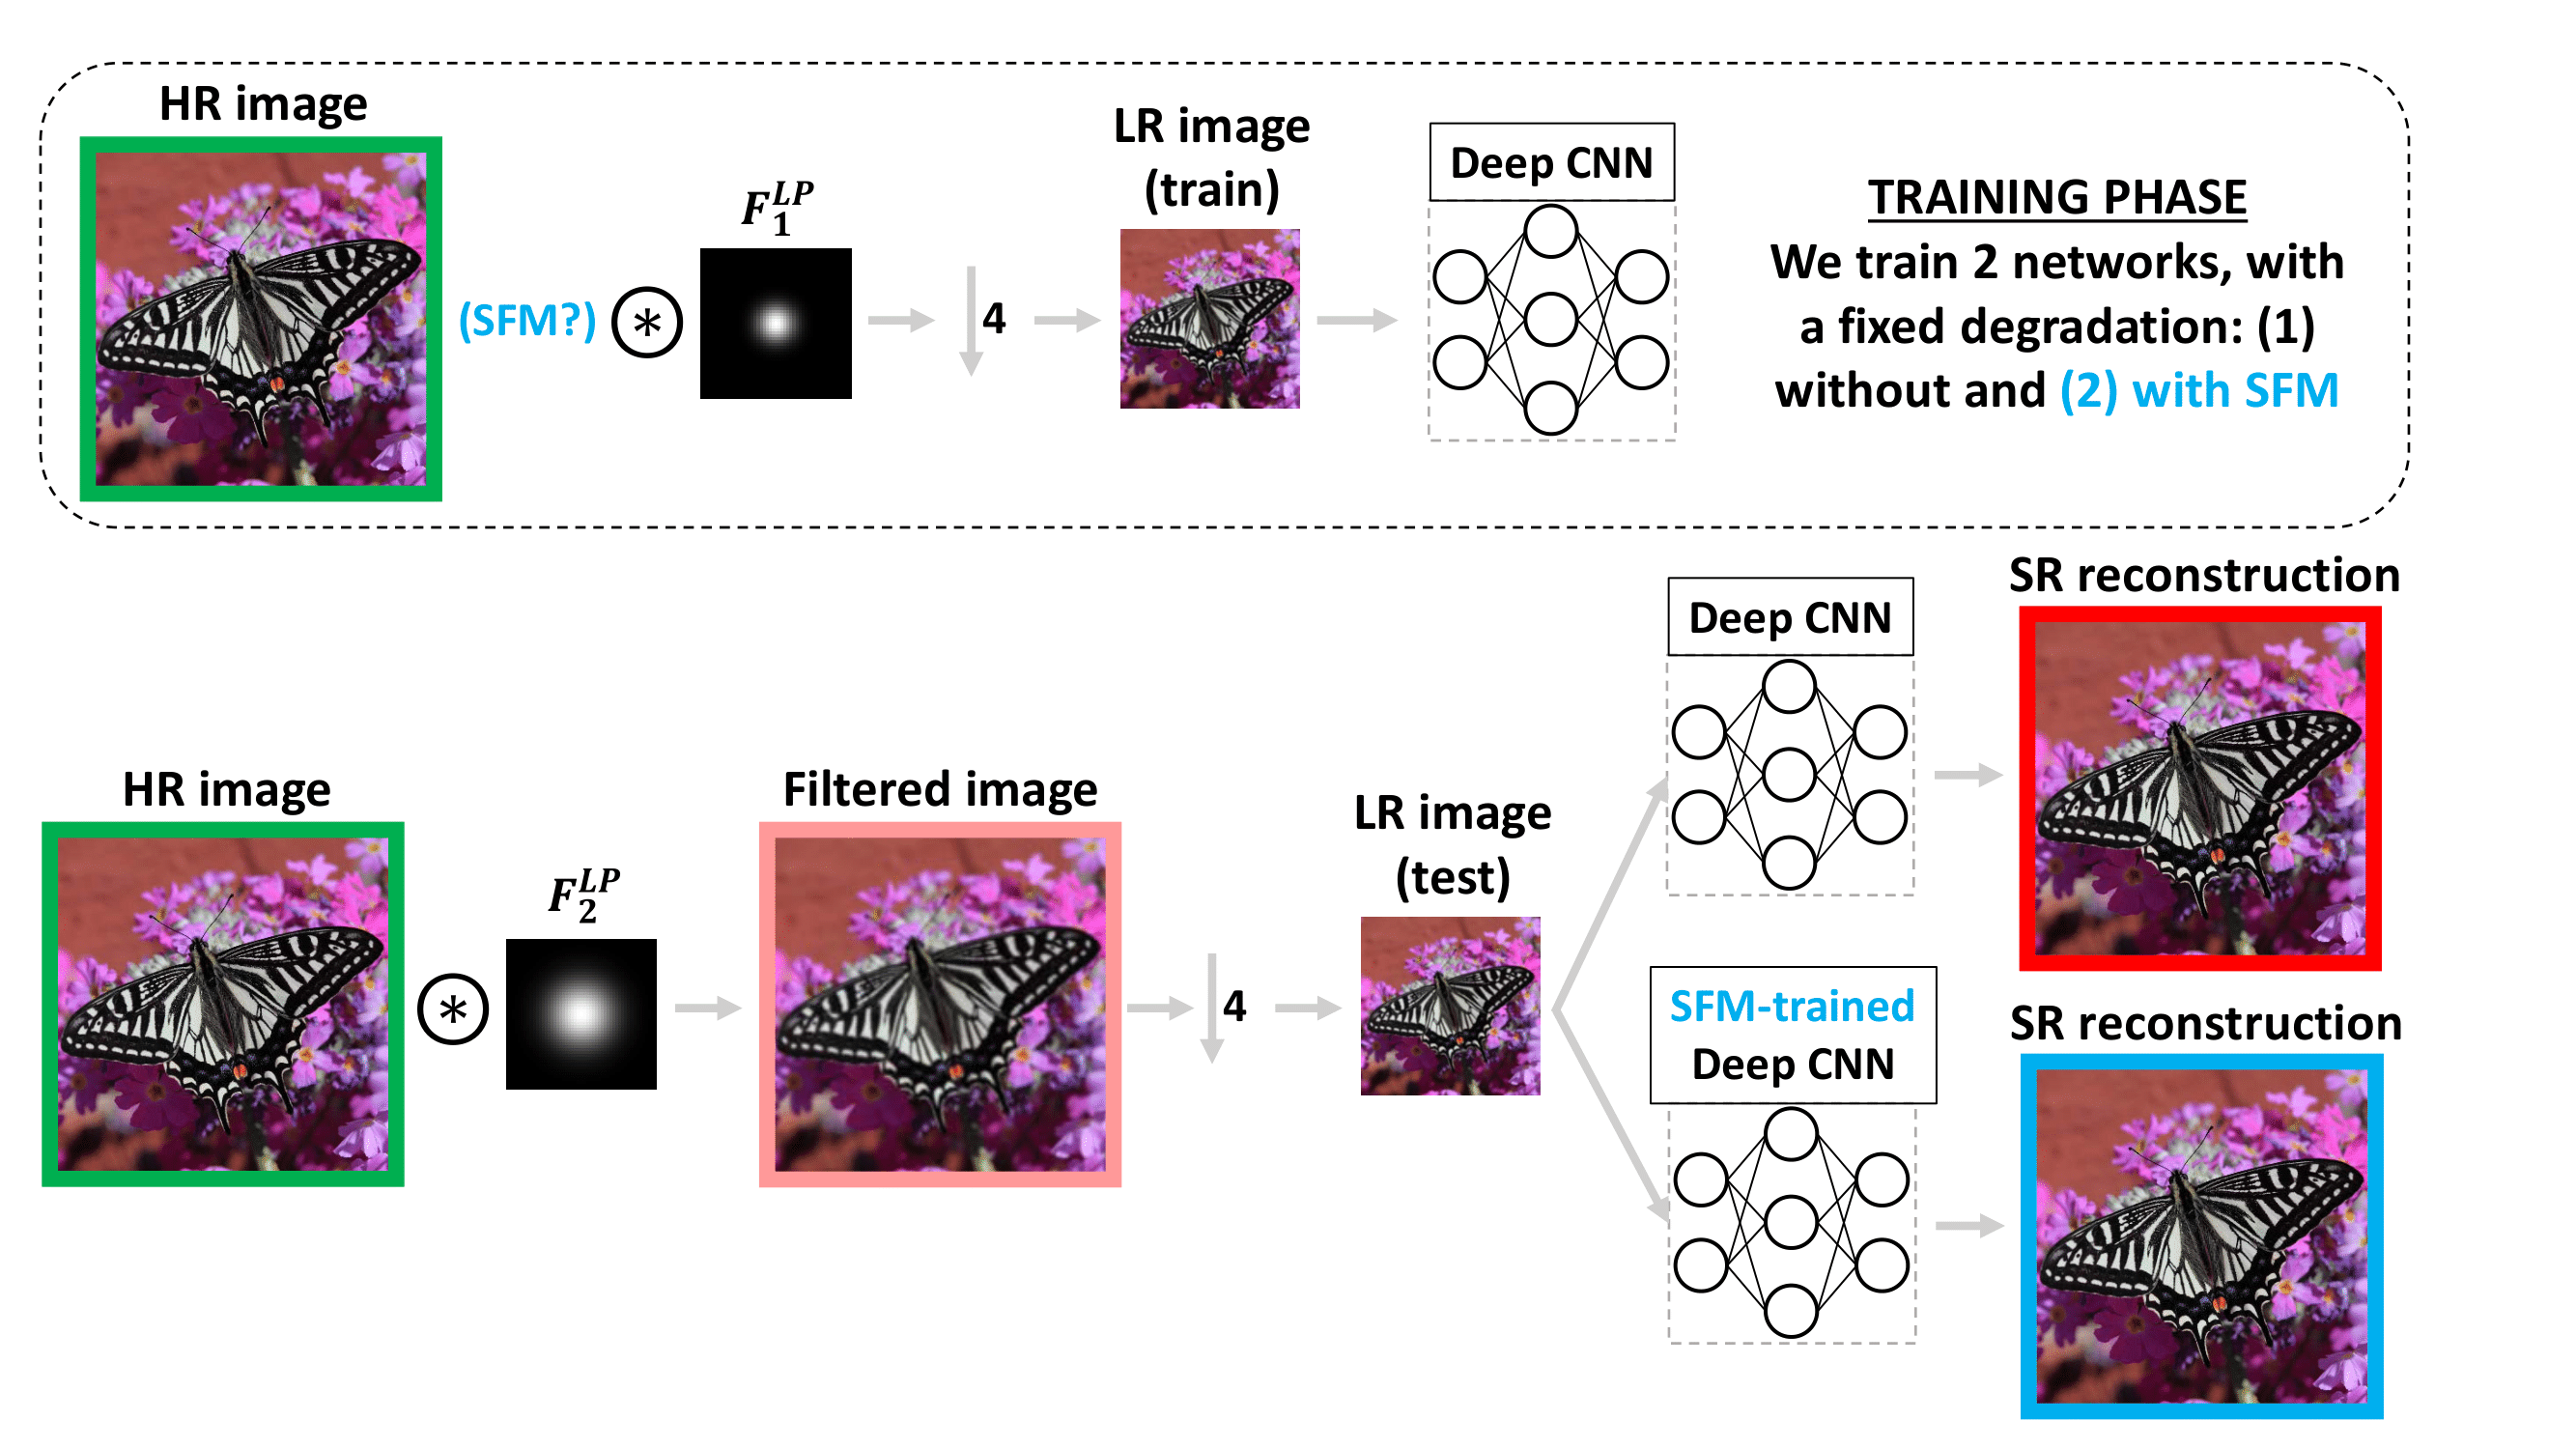 HR image
(SFM?)
F_1^{LP}
4
LR image
(train)
Deep CNN
TRAINING PHASE
We train 2 networks, with
a fixed degradation: (1)
without and (2) with SFM
HR image
F_2^{LP}
Filtered image
4
LR image
(test)
Deep CNN
SR reconstruction
SFM-trained
Deep CNN
SR reconstruction